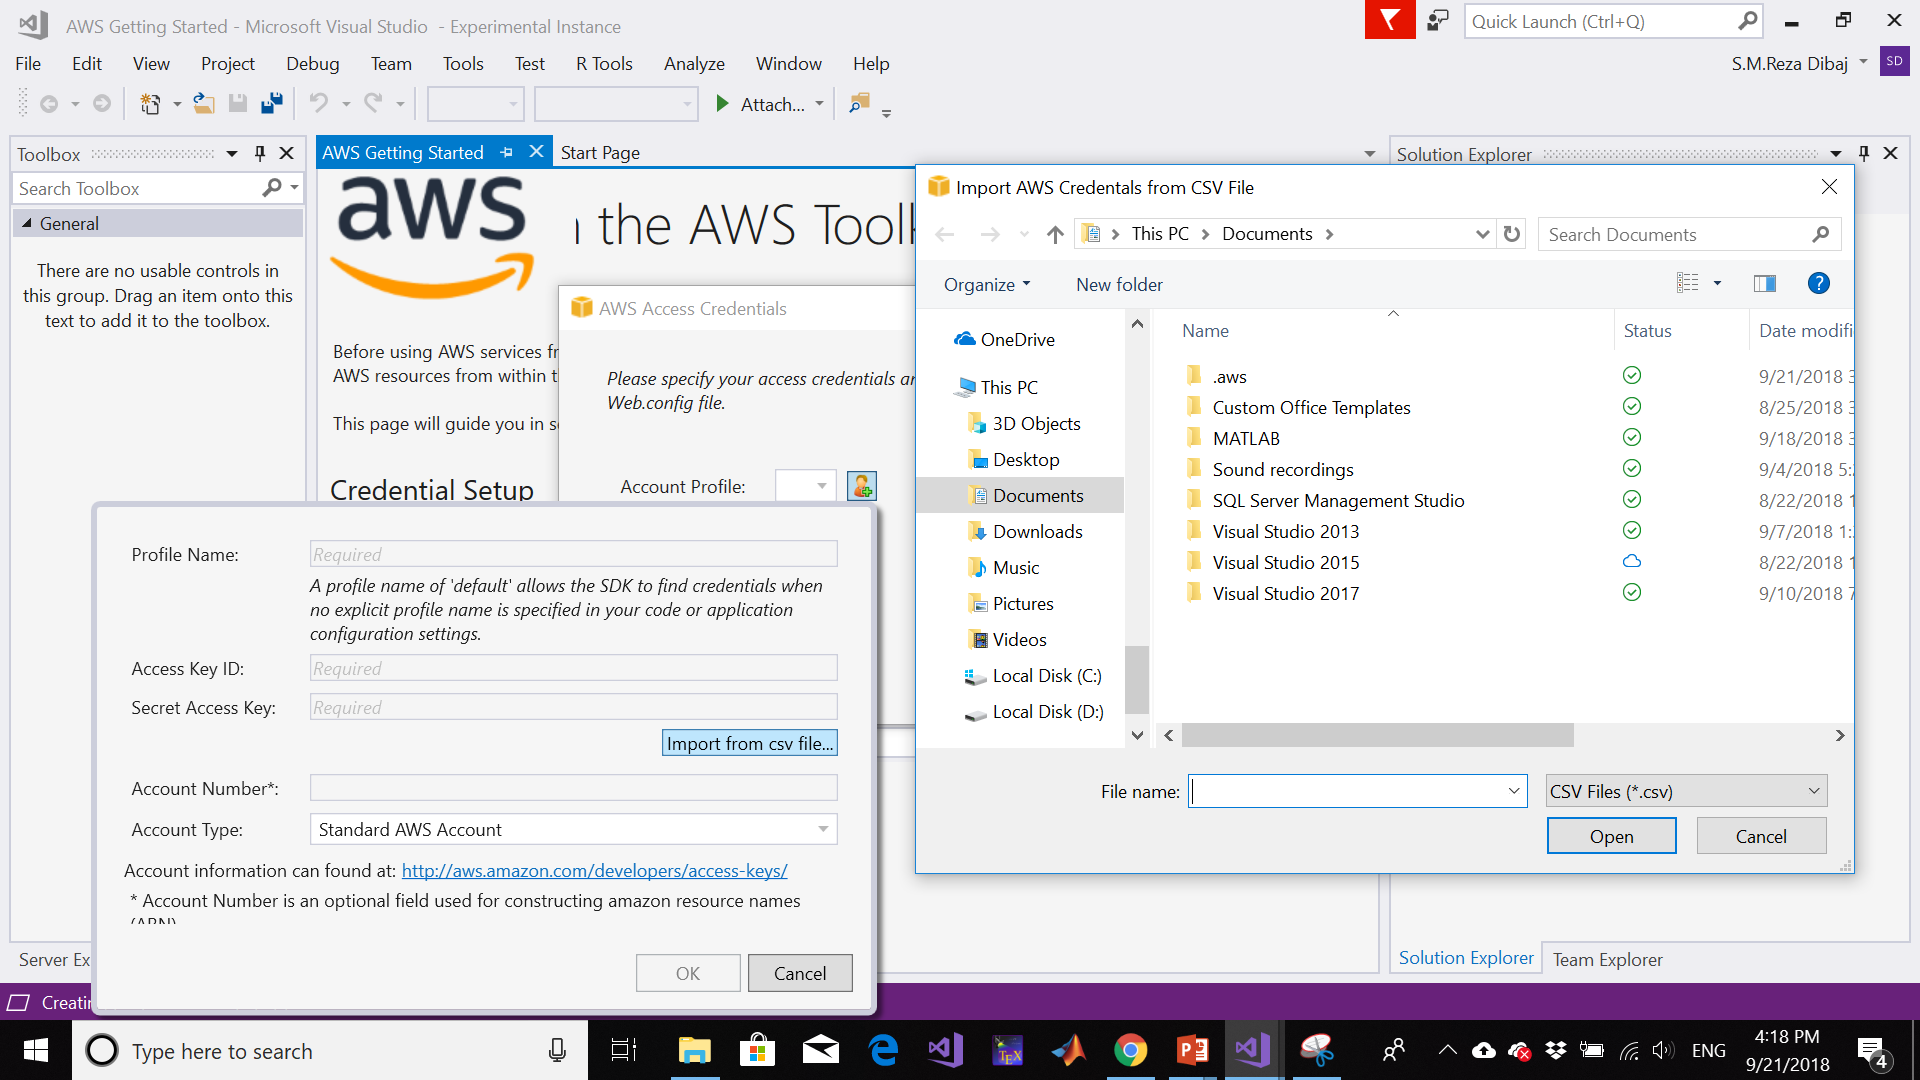 AWS Getting Started - Microsoft Visual Studio - Experimental Instance
Quick Launch (Ctrl+Q)
File Edit View Project Debug Team Tools Test R Tools Analyze Window Help
S.M.Reza Dibaj SD
Attach...
Toolbox
Search Toolbox
General
There are no usable controls in
this group. Drag an item onto this
text to add it to the toolbox.
AWS Getting Started Start Page
aws
the AWS Toolk
Before using AWS services fr
AWS resources from within t
This page will guide you in s
Credential Setup
AWS Access Credentials
Please specify your access credentials
Web.config file.
Account Profile:
Profile Name: Required
A profile name of 'default' allows the SDK to find credentials when
no explicit profile name is specified in your code or application
configuration settings.
Access Key ID: Required
Secret Access Key: Required
Import from csv file...
Account Number*:
Account Type: Standard AWS Account
Account information can found at: http://aws.amazon.com/developers/access-keys/
* Account Number is an optional field used for constructing amazon resource names
(ARN)
OK Cancel
Solution Explorer
Import AWS Credentals from CSV File
This PC Documents
Search Documents
Organize New folder
OneDrive
This PC
3D Objects
Desktop
Documents
Downloads
Music
Pictures
Videos
Local Disk (C:)
Local Disk (D:)
Name Status Date modifi
.aws 9/21/2018 3
Custom Office Templates 8/25/2018 3
MATLAB 9/18/2018 3
Sound recordings 9/4/2018 5:
SQL Server Management Studio 8/22/2018 1
Visual Studio 2013 9/7/2018 1:
Visual Studio 2015 8/22/2018 1
Visual Studio 2017 9/10/2018 7
File name: CSV Files (*.csv)
Open Cancel
Server Ex
Solution Explorer Team Explorer
Creatin
Type here to search
TEX
ENG
4:18 PM
9/21/2018
4